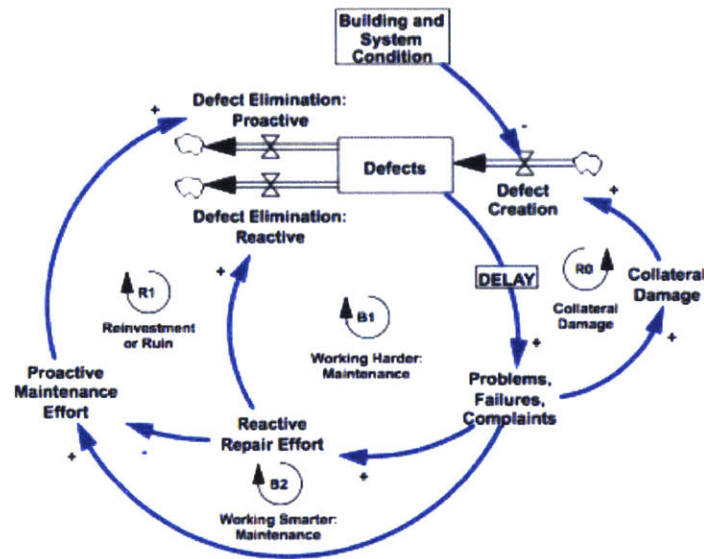 Building and
System
Condition
Defect Elimination:
Proactive
Defects
Defect
Creation
Defect Elimination:
Reactive
DELAY
R0
Collateral
Damage
Collateral
Damage
R1
Reinvestment
or Ruin
B1
Working Harder:
Maintenance
Proactive
Maintenance
Effort
Problems,
Failures,
Complaints
Reactive
Repair Effort
B2
Working Smarter:
Maintenance
+
-
+
+
+
+
-
+
+
+